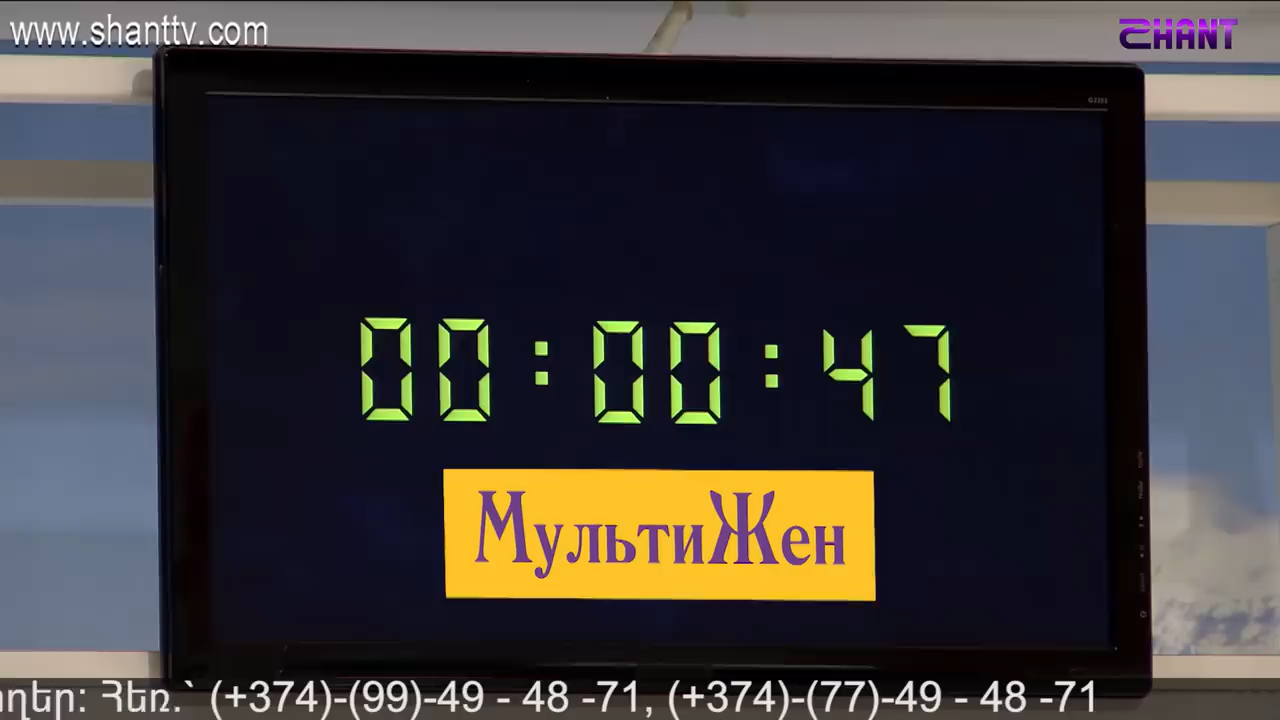 www.shanttv.com
SHANT
00:00:47
МультиЖен
ղեր: Հեռ.՝ (+374)-(99)-49 - 48 -71, (+374)-(77)-49 - 48 -71